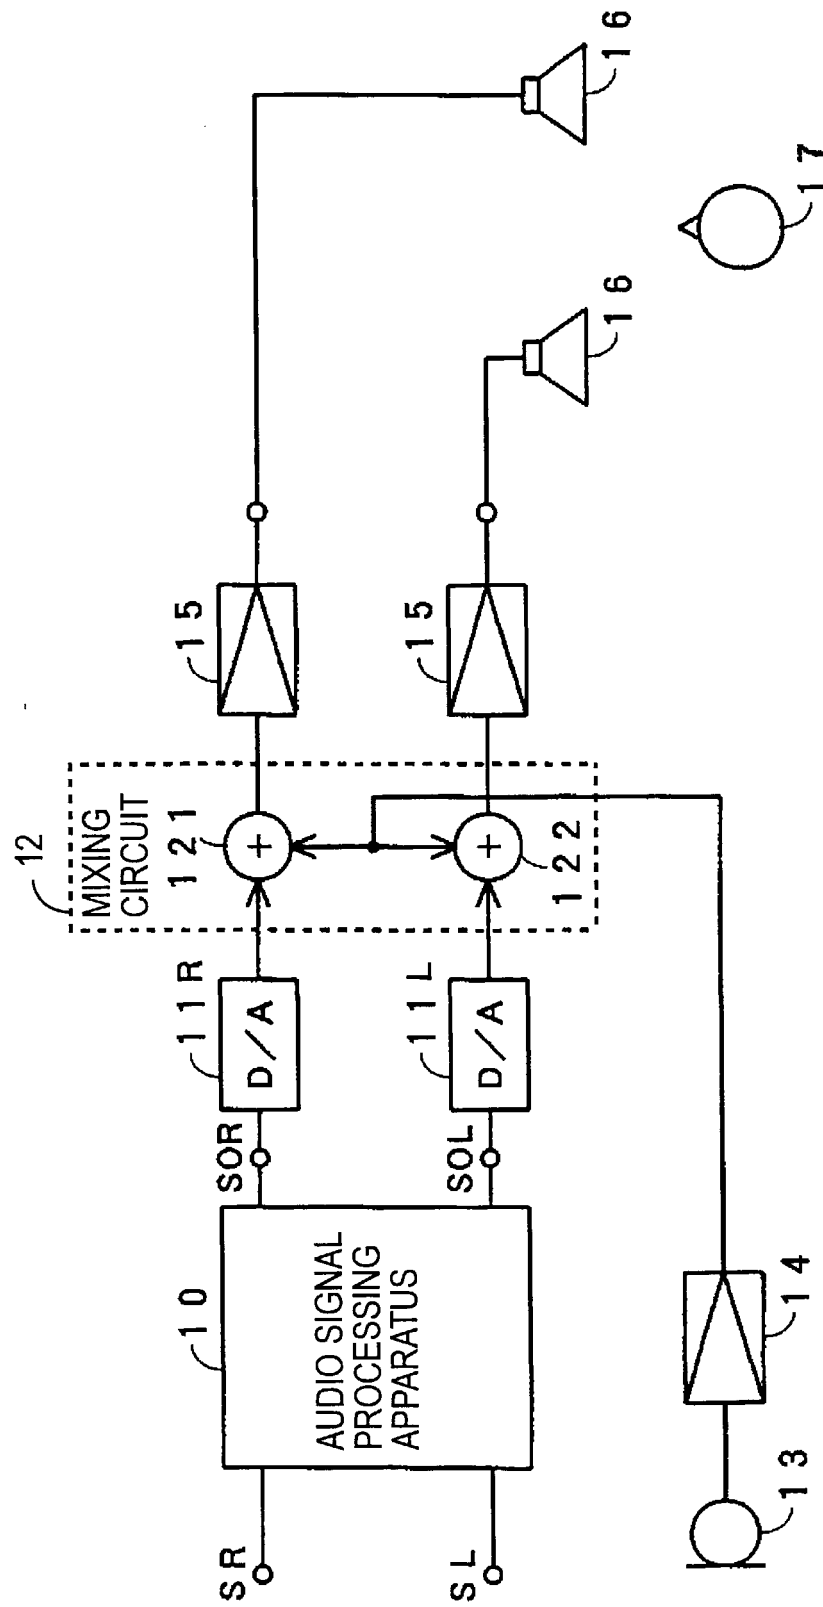 12
MIXING
CIRCUIT
SR
10
SOR
11R
121
15
16
AUDIO SIGNAL
PROCESSING
APPARATUS
D/A
+
SL
SOL
11L
122
15
16
D/A
+
13
14
17